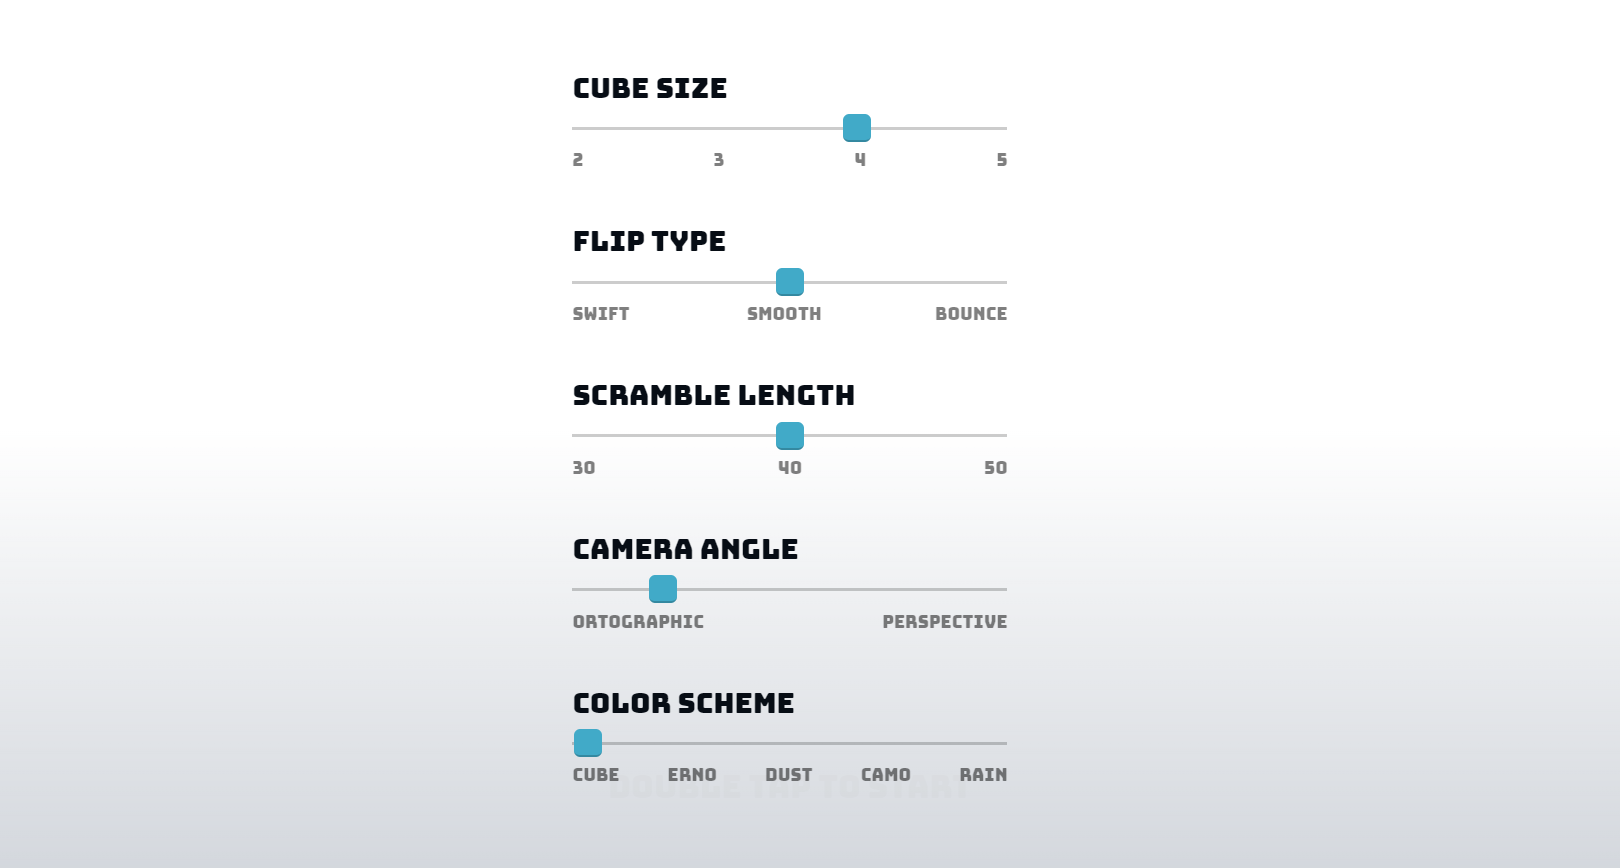 CUBE SIZE
2 3 4 5
FLIP TYPE
SWIFT SMOOTH BOUNCE
SCRAMBLE LENGTH
30 40 50
CAMERA ANGLE
ORTOGRAPHIC PERSPECTIVE
COLOR SCHEME
CUBE ERNO DUST CAMO RAIN
DOUBLE TAP TO START